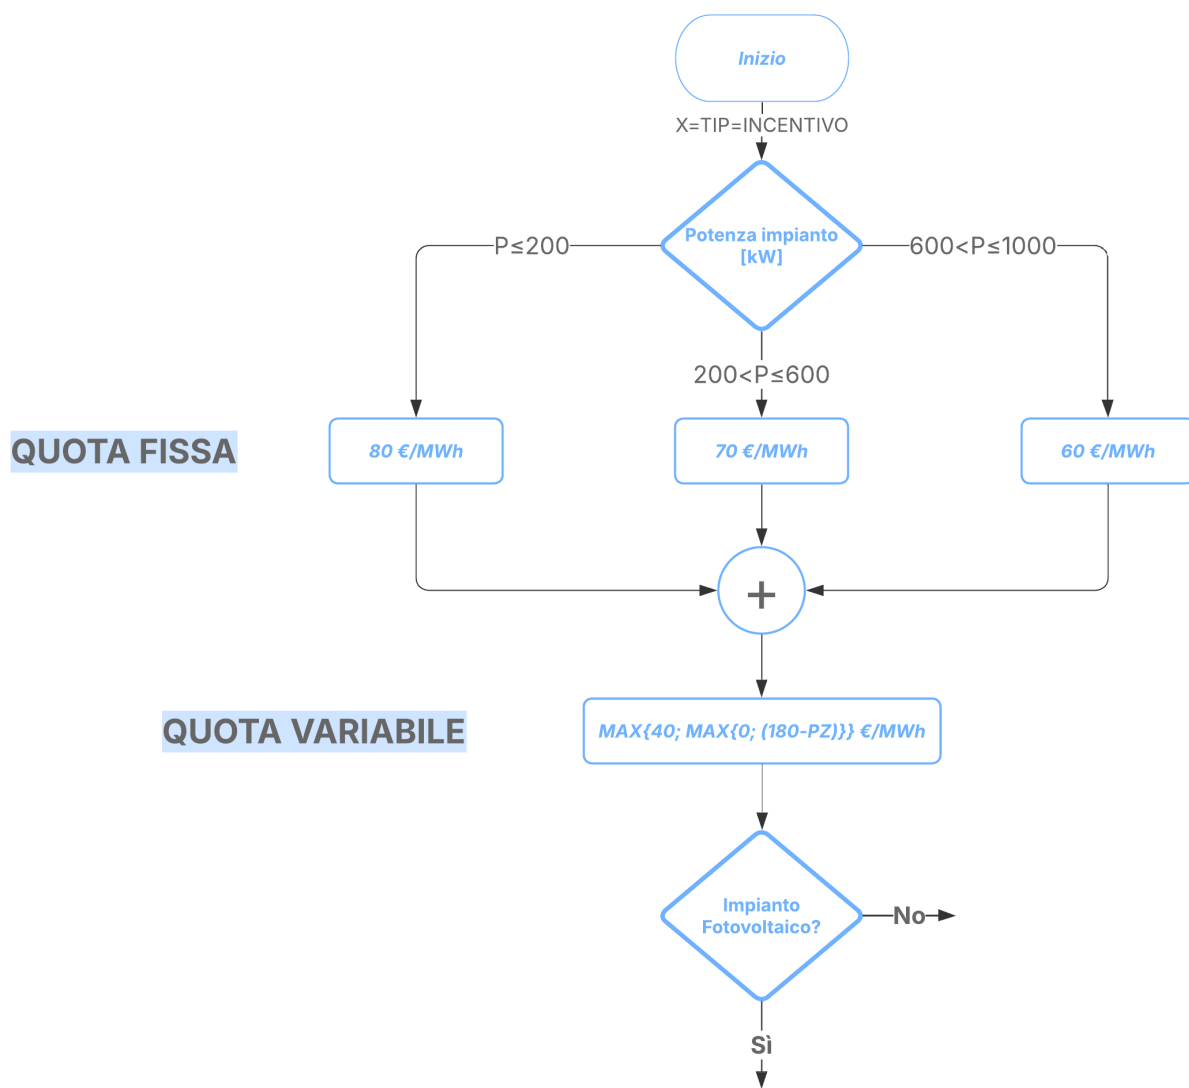 Inizio
X=TIP=INCENTIVO
Potenza impianto
[kW]
P≤200
600<P≤1000
200<P≤600
QUOTA FISSA
80 €/MWh
70 €/MWh
60 €/MWh
+
QUOTA VARIABILE
MAX{40; MAX{0; (180-PZ)}} €/MWh
Impianto
Fotovoltaico?
No
Sì